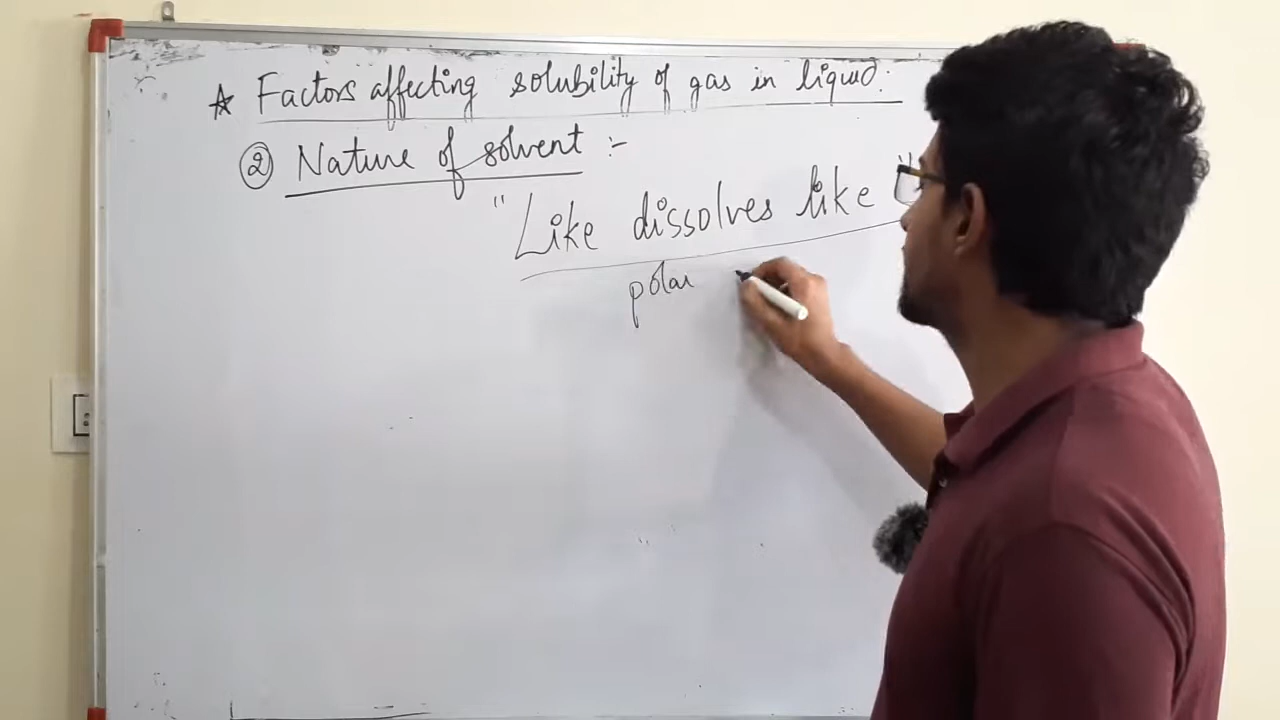 ☆ Factors affecting solubility of gas in liquid:
② Nature of solvent :-
"Like dissolves like"
polar